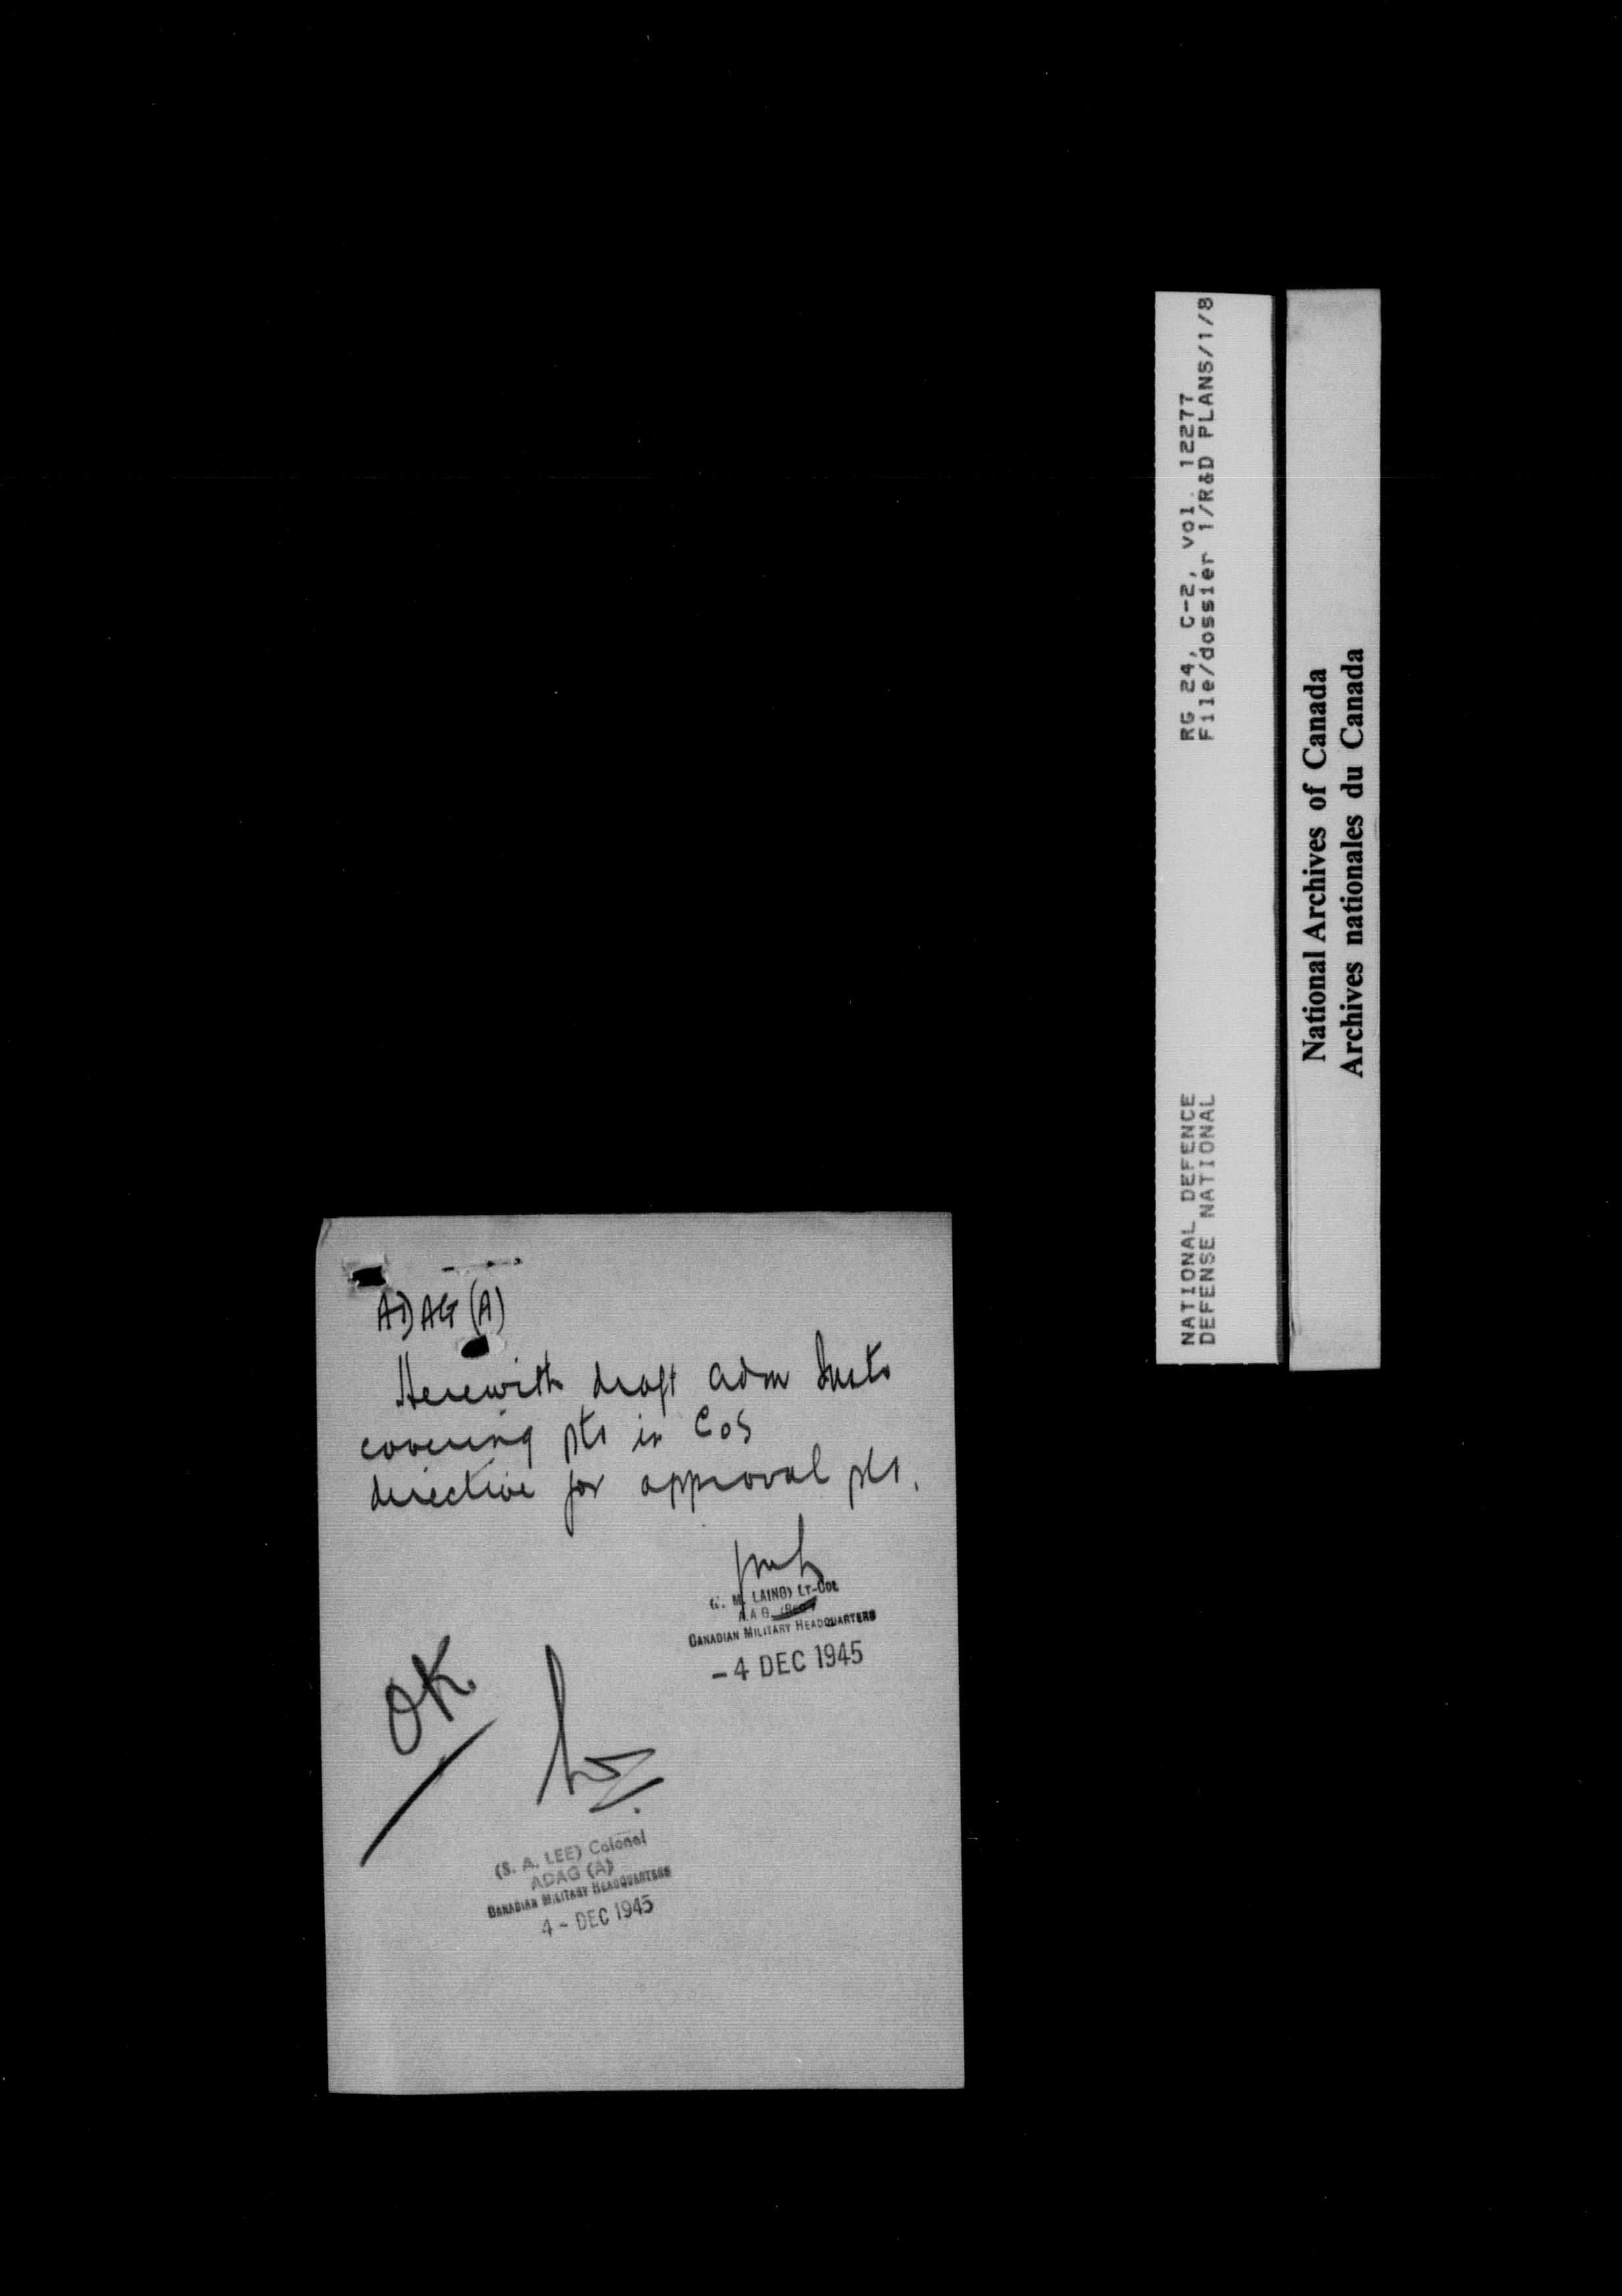 ADAG (A)
Herewith draft Adm Insts
covering pts in CoS
directive for approval pls.
M. LAING) LT-COL
A.A.G.
CANADIAN MILITARY HEADQUARTERS
- 4 DEC 1945
OK
(S. A. LEE) Colonel
ADAG (A)
CANADIAN MILITARY HEADQUARTERS
4 - DEC 1945
NATIONAL DEFENCE RG 24, C-2, vol. 12277
DEFENSE NATIONAL File/dossier 1/R&D PLANS/1/8
National Archives of Canada
Archives nationales du Canada